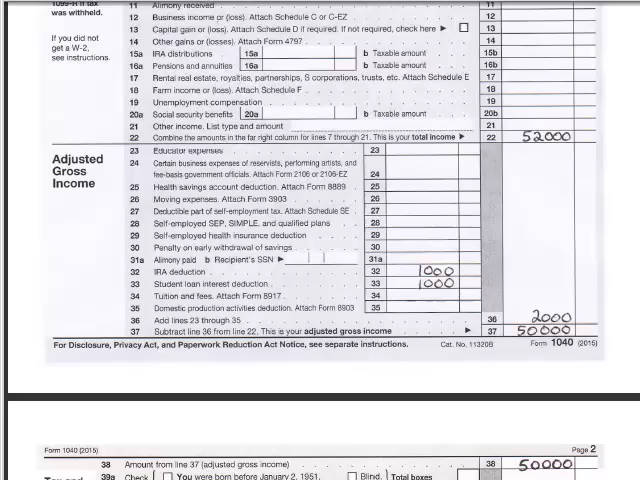 1099-R if tax
was withheld.
If you did not
get a W-2,
see instructions.
11 Alimony received 11
12 Business income or (loss). Attach Schedule C or C-EZ 12
13 Capital gain or (loss). Attach Schedule D if required. If not required, check here ► ☐ 13
14 Other gains or (losses). Attach Form 4797 14
15a IRA distributions 15a b Taxable amount 15b
16a Pensions and annuities 16a b Taxable amount 16b
17 Rental real estate, royalties, partnerships, S corporations, trusts, etc. Attach Schedule E 17
18 Farm income or (loss). Attach Schedule F 18
19 Unemployment compensation 19
20a Social security benefits 20a b Taxable amount 20b
21 Other income. List type and amount 21
22 Combine the amounts in the far right column for lines 7 through 21. This is your total income ► 22 52000
Adjusted
Gross
Income
23 Educator expenses 23
24 Certain business expenses of reservists, performing artists, and
fee-basis government officials. Attach Form 2106 or 2106-EZ 24
25 Health savings account deduction. Attach Form 8889 25
26 Moving expenses. Attach Form 3903 26
27 Deductible part of self-employment tax. Attach Schedule SE 27
28 Self-employed SEP, SIMPLE, and qualified plans 28
29 Self-employed health insurance deduction 29
30 Penalty on early withdrawal of savings 30
31a Alimony paid b Recipient's SSN ► 31a
32 IRA deduction 32 1000
33 Student loan interest deduction 33 1000
34 Tuition and fees. Attach Form 8917 34
35 Domestic production activities deduction. Attach Form 8903 35
36 Add lines 23 through 35 36 2000
37 Subtract line 36 from line 22. This is your adjusted gross income ► 37 50000
For Disclosure, Privacy Act, and Paperwork Reduction Act Notice, see separate instructions. Cat. No. 11320B Form 1040 (2015)
Form 1040 (2015) Page 2
38 Amount from line 37 (adjusted gross income) 38 50000
Tax and 39a Check { ☐ You were born before January 2, 1951, ☐ Blind. Total boxes